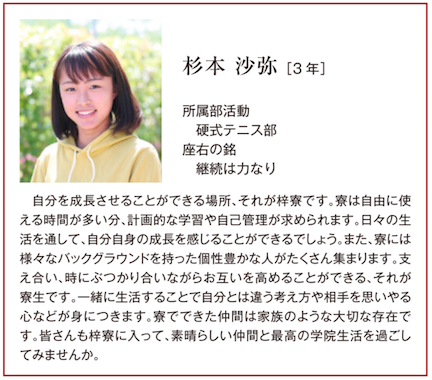 杉本 沙弥 [3年]
所属部活動
硬式テニス部
座右の銘
継続は力なり
自分を成長させることができる場所、それが梓寮です。寮は自由に使
える時間が多い分、計画的な学習や自己管理が求められます。日々の生
活を通して、自分自身の成長を感じることができるでしょう。また、寮には
様々なバックグラウンドを持った個性豊かな人がたくさん集まります。支
え合い、時にぶつかり合いながらお互いを高めることができる、それが
寮生です。一緒に生活することで自分とは違う考え方や相手を思いやる
心などが身につきます。寮でできた仲間は家族のような大切な存在で
す。皆さんも梓寮に入って、素晴らしい仲間と最高の学院生活を過ごし
てみませんか。